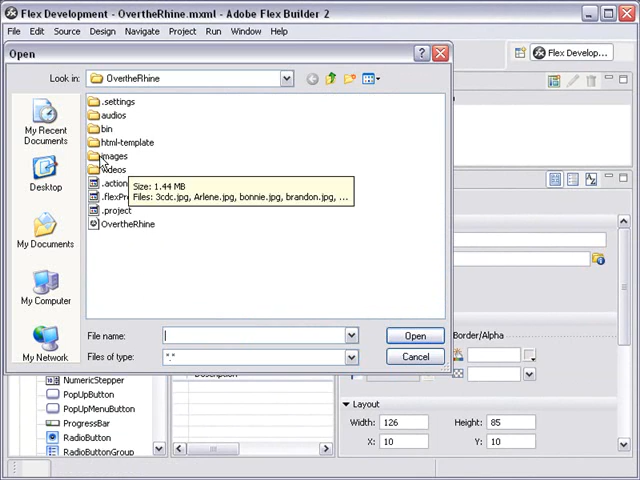 Flex Development - OvertheRhine.mxml - Adobe Flex Builder 2
File Edit Source Design Navigate Project Run Window Help
Flex Develop...
Open
Look in: OvertheRhine
My Recent
Documents
Desktop
My Documents
My Computer
My Network
.settings
audios
bin
html-template
images
videos
.action
.flexPr
.project
OvertheRhine
Size: 1.44 MB
Files: 3cdc.jpg, Arlene.jpg, bonnie.jpg, brandon.jpg, ...
File name:
Open
Files of type: *.*
Cancel
Border/Alpha
NumericStepper
PopUpButton
PopUpMenuButton
ProgressBar
RadioButton
RadioButtonGroup
Description
Layout
Width: 126 Height: 85
X: 10 Y: 10